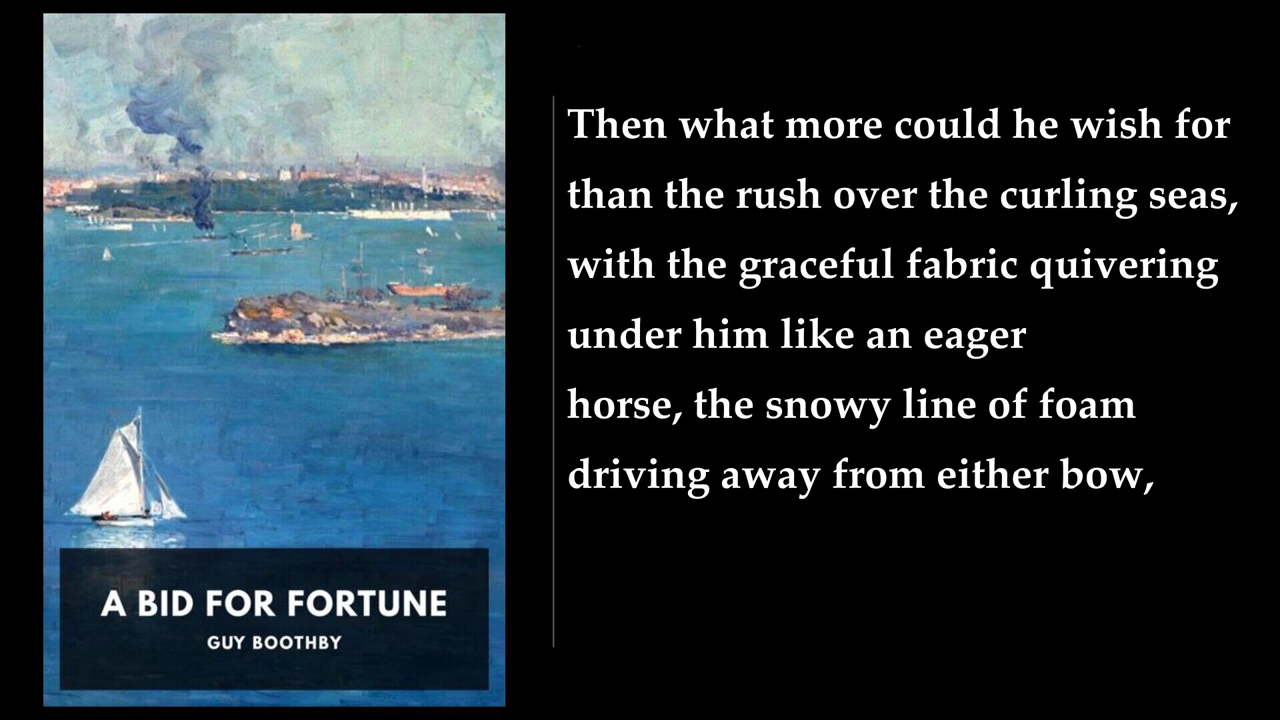 Then what more could he wish for
than the rush over the curling seas,
with the graceful fabric quivering
under him like an eager
horse, the snowy line of foam
driving away from either bow,
A BID FOR FORTUNE
GUY BOOTHBY